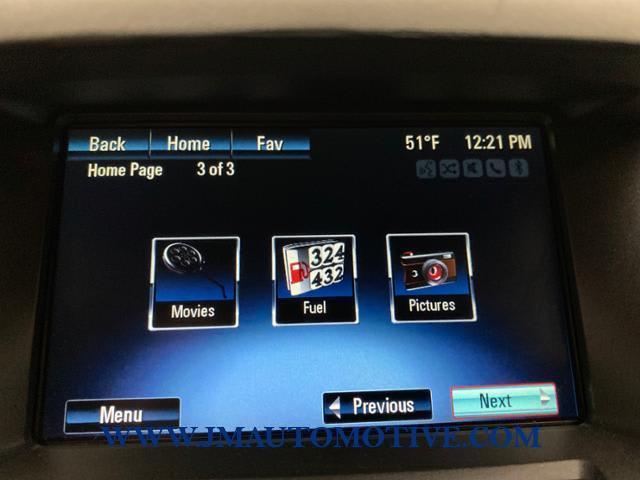 Back Home Fav 51°F 12:21 PM
Home Page 3 of 3
324
432
Movies Fuel Pictures
Menu Previous Next
WWW.JMAUTOMOTIVE.COM